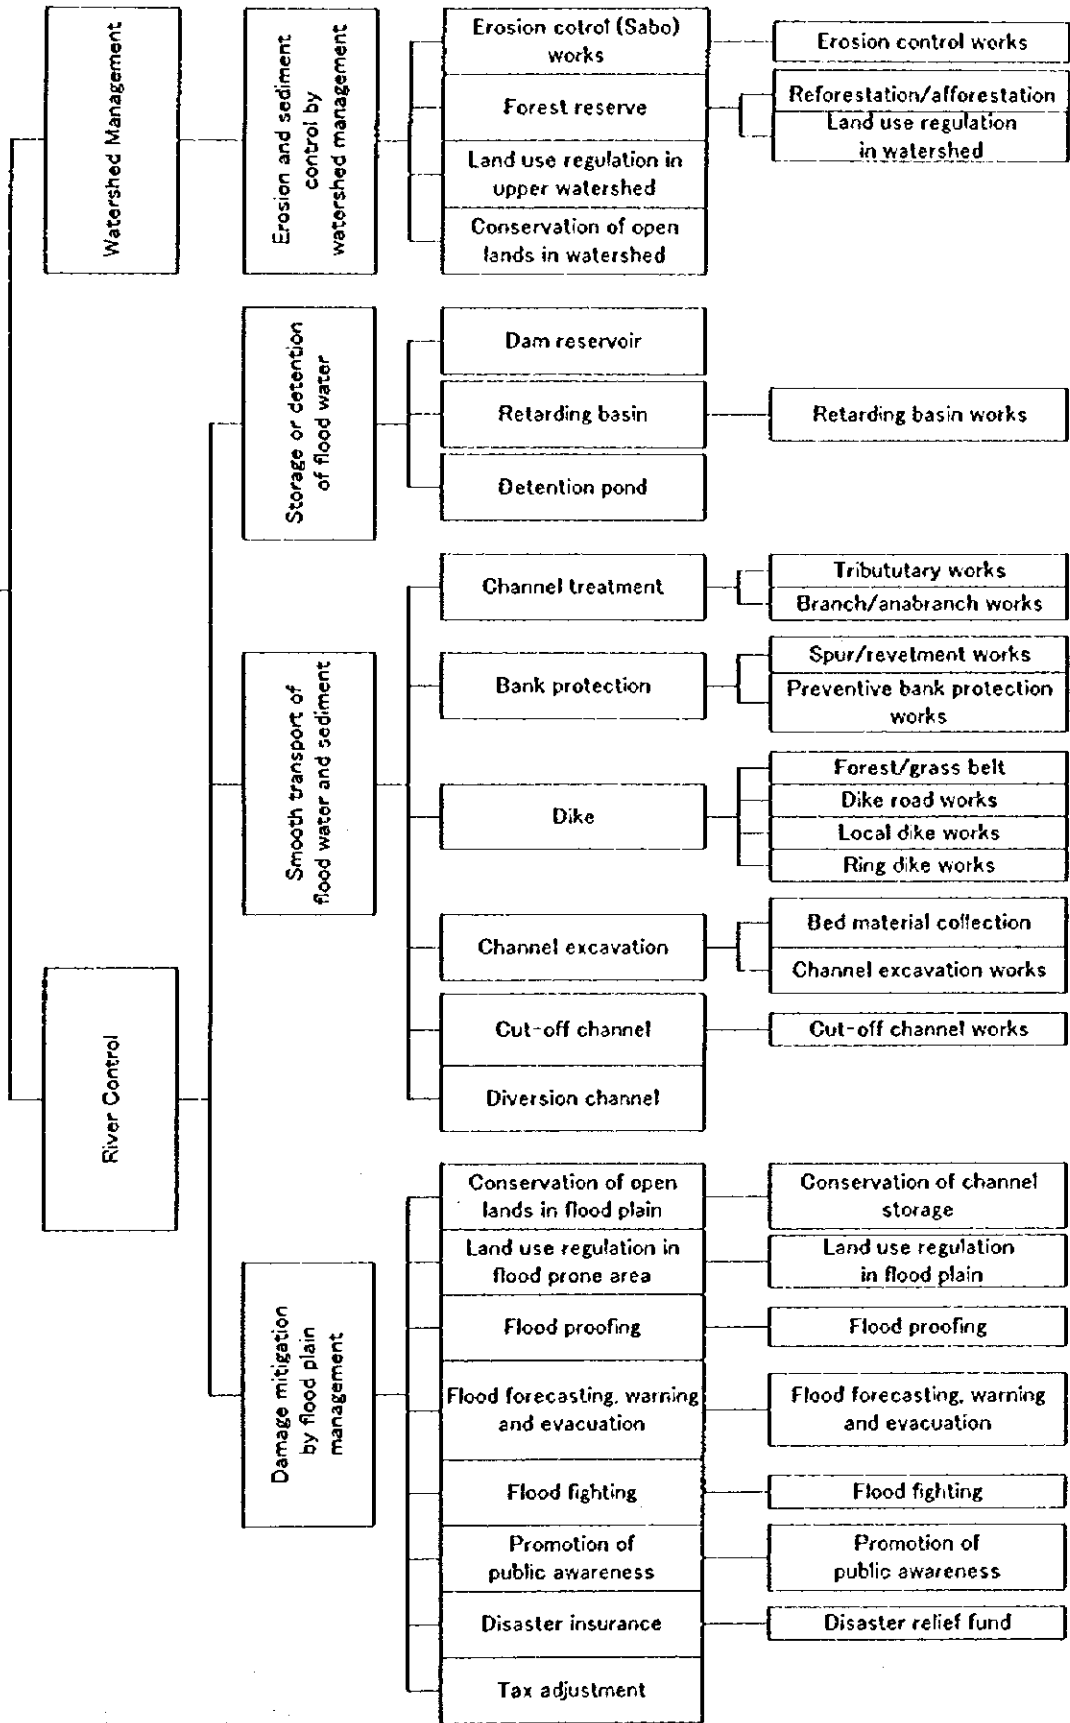 Watershed Management
Erosion and sediment
control by
watershed management
Erosion cotrol (Sabo)
works
Erosion control works
Forest reserve
Reforestation/afforestation
Land use regulation
in watershed
Land use regulation in
upper watershed
Conservation of open
lands in watershed
River Control
Storage or detention
of flood water
Dam reservoir
Retarding basin
Retarding basin works
Detention pond
Smooth transport of
flood water and sediment
Channel treatment
Tribututary works
Branch/anabranch works
Bank protection
Spur/revetment works
Preventive bank protection
works
Dike
Forest/grass belt
Dike road works
Local dike works
Ring dike works
Channel excavation
Bed material collection
Channel excavation works
Cut-off channel
Cut-off channel works
Diversion channel
Damage mitigation
by flood plain
management
Conservation of open
lands in flood plain
Conservation of channel
storage
Land use regulation in
flood prone area
Land use regulation
in flood plain
Flood proofing
Flood proofing
Flood forecasting, warning
and evacuation
Flood forecasting, warning
and evacuation
Flood fighting
Flood fighting
Promotion of
public awareness
Promotion of
public awareness
Disaster insurance
Disaster relief fund
Tax adjustment